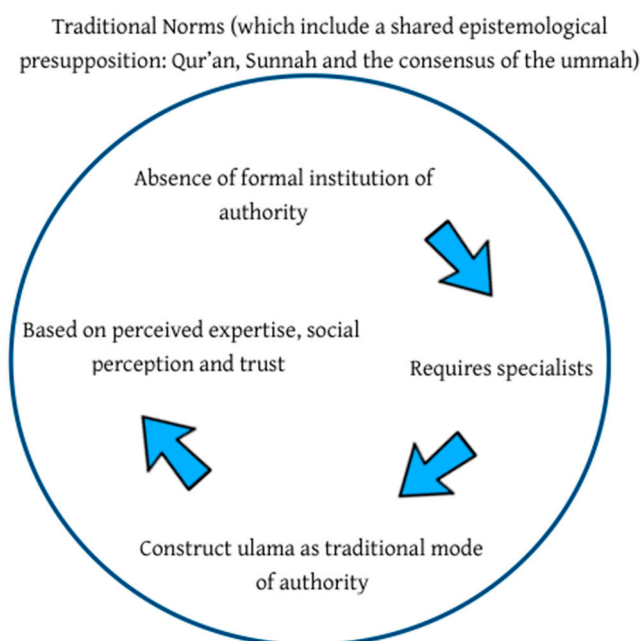 Traditional Norms (which include a shared epistemological
presupposition: Qur’an, Sunnah and the consensus of the ummah)
Absence of formal institution of
authority
Based on perceived expertise, social
perception and trust
Requires specialists
Construct ulama as traditional mode
of authority